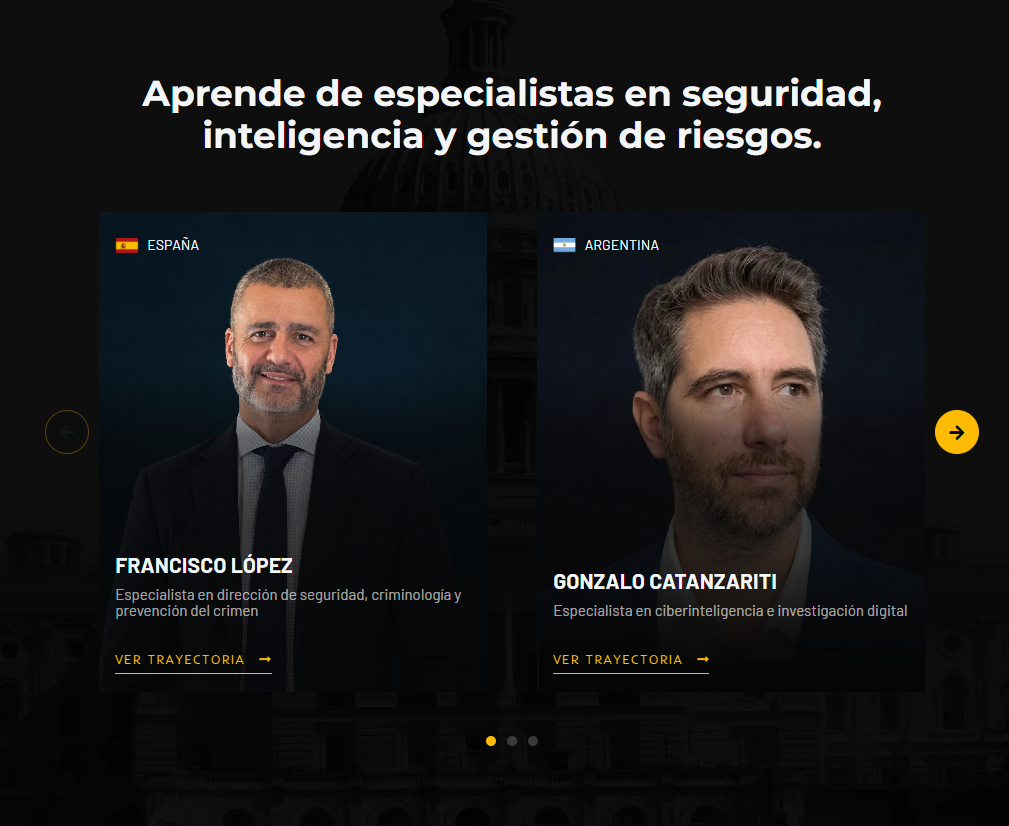 Aprende de especialistas en seguridad,
inteligencia y gestión de riesgos.
ESPAÑA
FRANCISCO LÓPEZ
Especialista en dirección de seguridad, criminología y
prevención del crimen
VER TRAYECTORIA
ARGENTINA
GONZALO CATANZARITI
Especialista en ciberinteligencia e investigación digital
VER TRAYECTORIA